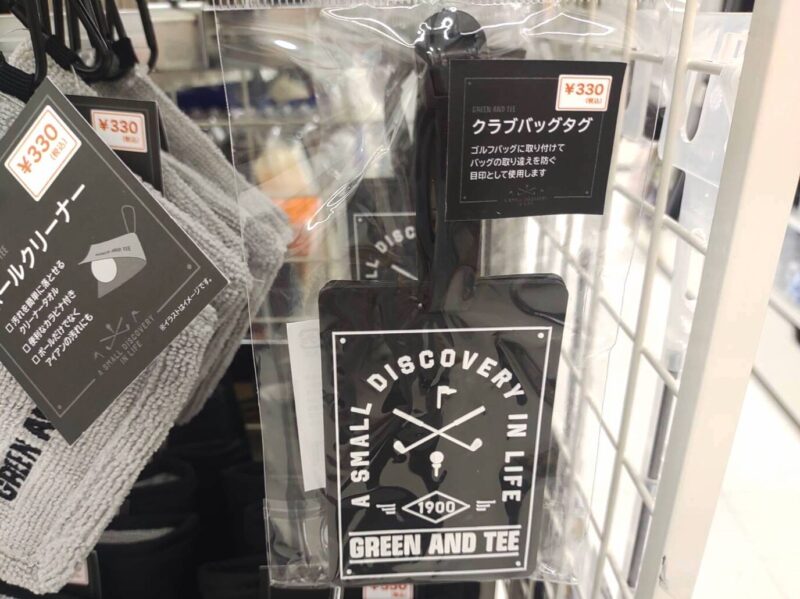 ¥330
(税込)
ールクリーナー
GREEN AND TEE
汚れを簡単に落とせる
クリーナータオル
便利なカラビナ付き
ボールだけでなく
アイアンの汚れにも
※イラストはイメージです。
A SMALL DISCOVERY
IN LIFE
¥330
(税込)
GREEN AN
GREEN AND TEE
¥330
(税込)
クラブバッグタグ
ゴルフバッグに取り付けて
バッグの取り違えを防ぐ
目印として使用します
ALL DISCOV
A SMALL DISCOVERY IN LIFE
1900
GREEN AND TEE
¥330